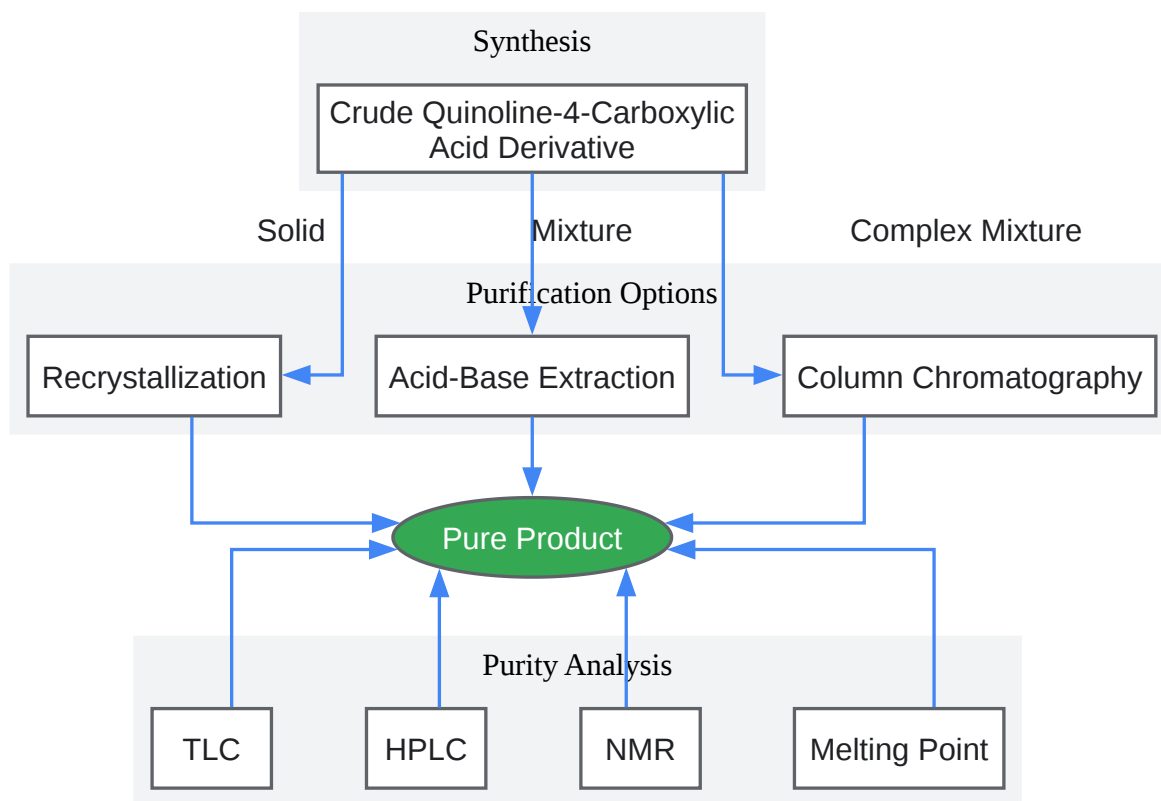 Synthesis
Crude Quinoline-4-Carboxylic
Acid Derivative
Solid
Mixture
Complex Mixture
Purification Options
Recrystallization
Acid-Base Extraction
Column Chromatography
Pure Product
Purity Analysis
TLC
HPLC
NMR
Melting Point